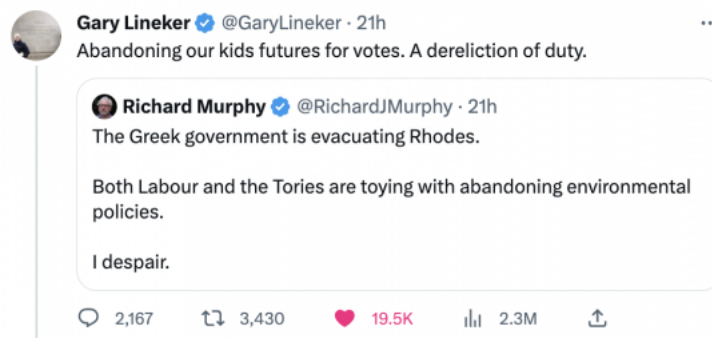 Gary Lineker @GaryLineker · 21h
Abandoning our kids futures for votes. A dereliction of duty.
Richard Murphy @RichardJMurphy · 21h
The Greek government is evacuating Rhodes.
Both Labour and the Tories are toying with abandoning environmental
policies.
I despair.
2,167 3,430 19.5K 2.3M